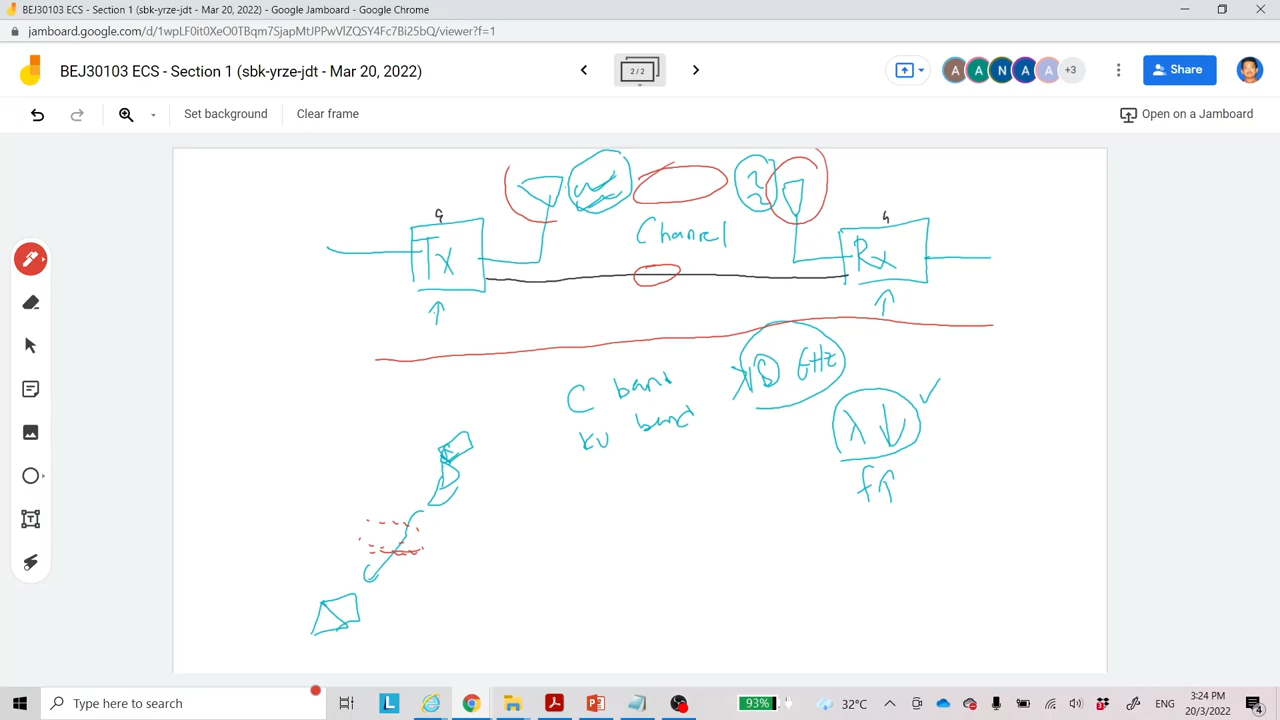 BEJ30103 ECS - Section 1 (sbk-yrze-jdt - Mar 20, 2022) - Google Jamboard - Google Chrome
jamboard.google.com/d/1wpLF0it0XeO0TBqm7SjapMtJPPwVlZQSY4Fc7Bi25bQ/viewer?f=1
BEJ30103 ECS - Section 1 (sbk-yrze-jdt - Mar 20, 2022)
2 / 2
A A N A A +3
Share
Set background
Clear frame
Open on a Jamboard
Channel
Tx
Rx
GHz
C band
Ku band
λ ↓
f ↑
Type here to search
93%
32°C
ENG
3:24 PM
20/3/2022
4